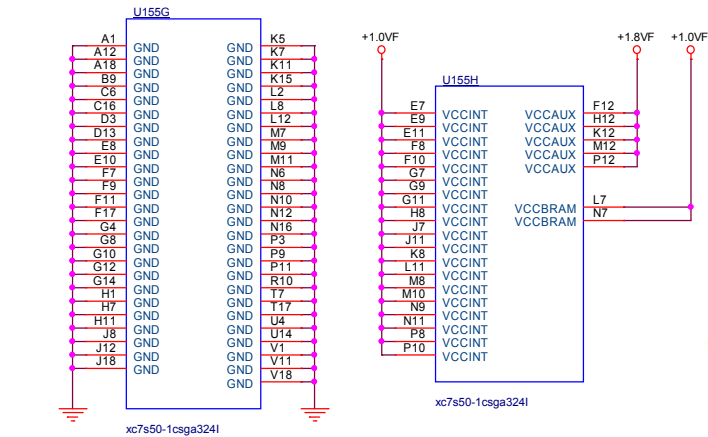 U155G
A1 GND GND K5
A12 GND GND K7
A18 GND GND K11
B9 GND GND K15
C6 GND GND L2
C16 GND GND L8
D3 GND GND L12
D13 GND GND M7
E8 GND GND M9
E10 GND GND M11
F7 GND GND N6
F9 GND GND N8
F11 GND GND N10
F17 GND GND N12
G4 GND GND N16
G8 GND GND P3
G10 GND GND P9
G12 GND GND P11
G14 GND GND R10
H1 GND GND T7
H7 GND GND T17
H11 GND GND U4
J8 GND GND U14
J12 GND GND V1
J18 GND GND V11
GND V18
xc7s50-1csga324I
+1.0VF +1.8VF +1.0VF
U155H
E7 VCCINT VCCAUX F12
E9 VCCINT VCCAUX H12
E11 VCCINT VCCAUX K12
F8 VCCINT VCCAUX M12
F10 VCCINT VCCAUX P12
G7 VCCINT
G9 VCCINT
G11 VCCINT VCCBRAM L7
H8 VCCINT VCCBRAM N7
J7 VCCINT
J11 VCCINT
K8 VCCINT
L11 VCCINT
M8 VCCINT
M10 VCCINT
N9 VCCINT
N11 VCCINT
P8 VCCINT
P10 VCCINT
xc7s50-1csga324I